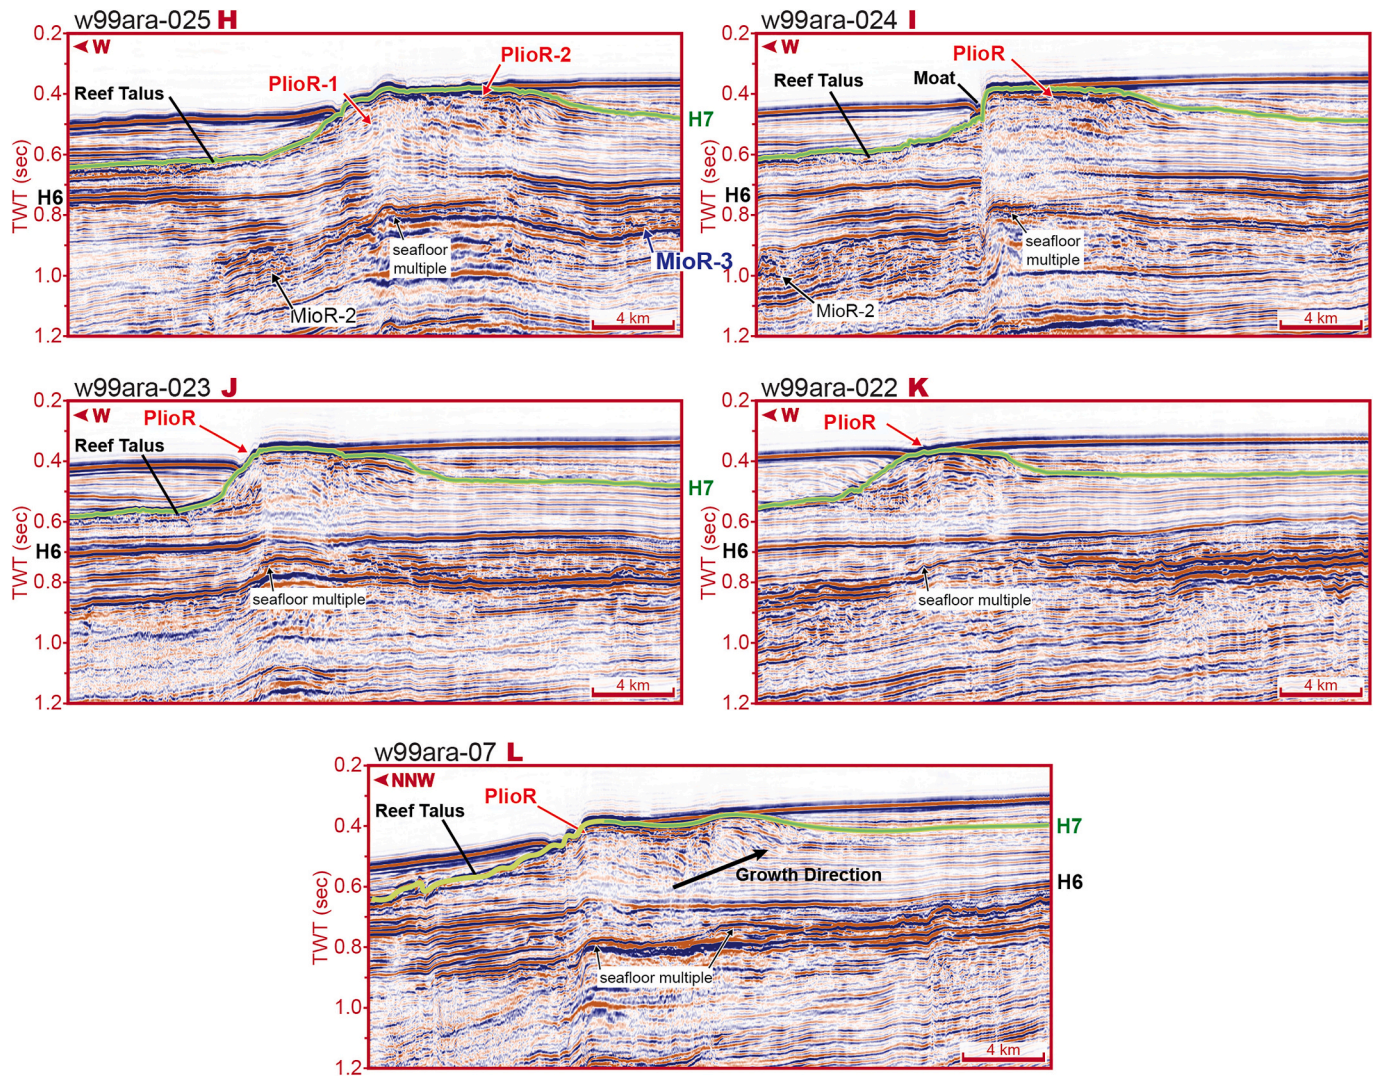 w99ara-025 H
W
0.2
0.4
0.6
0.8
1.0
1.2
TWT (sec)
H6
Reef Talus
PlioR-1
PlioR-2
H7
seafloor
multiple
MioR-3
MioR-2
4 km
w99ara-024 I
W
0.2
0.4
0.6
0.8
1.0
1.2
TWT (sec)
H6
Reef Talus
Moat
PlioR
seafloor
multiple
MioR-2
4 km
w99ara-023 J
W
0.2
0.4
0.6
0.8
1.0
1.2
TWT (sec)
H6
PlioR
Reef Talus
H7
seafloor multiple
4 km
w99ara-022 K
W
0.2
0.4
0.6
0.8
1.0
1.2
TWT (sec)
H6
PlioR
seafloor multiple
4 km
w99ara-07 L
NNW
0.2
0.4
0.6
0.8
1.0
1.2
TWT (sec)
Reef Talus
PlioR
H7
Growth Direction
H6
seafloor multiple
4 km